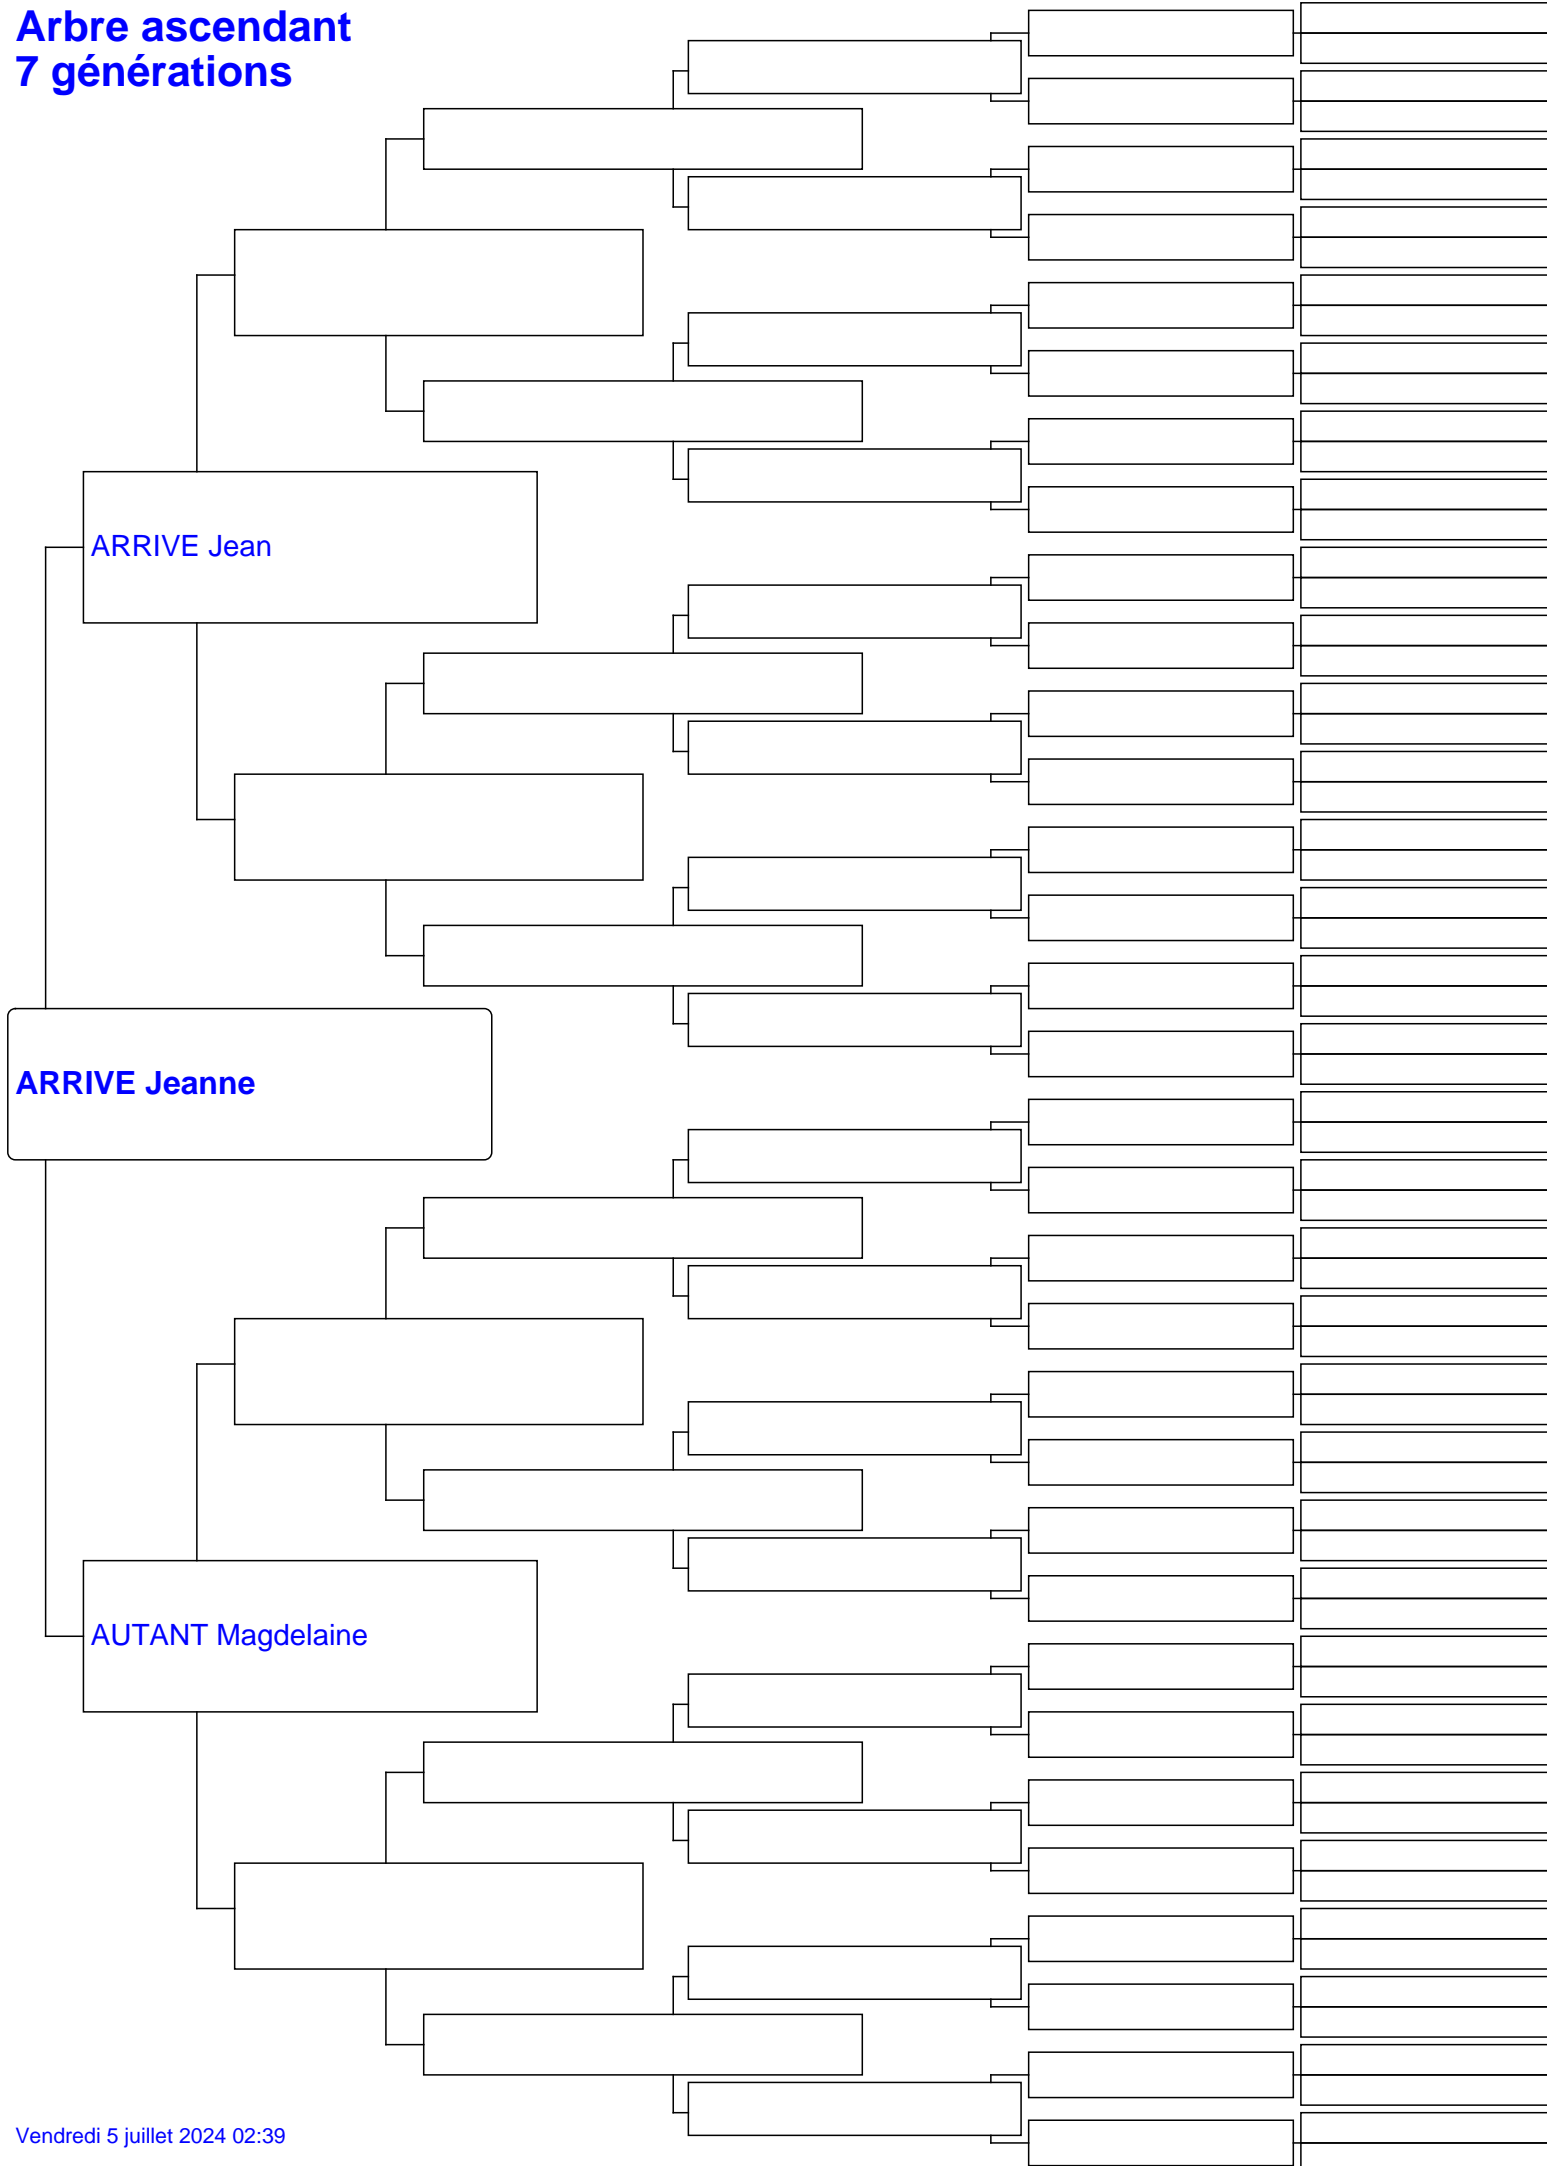 Arbre ascendant
7 générations
ARRIVE Jean
ARRIVE Jeanne
AUTANT Magdelaine
Vendredi 5 juillet 2024 02:39